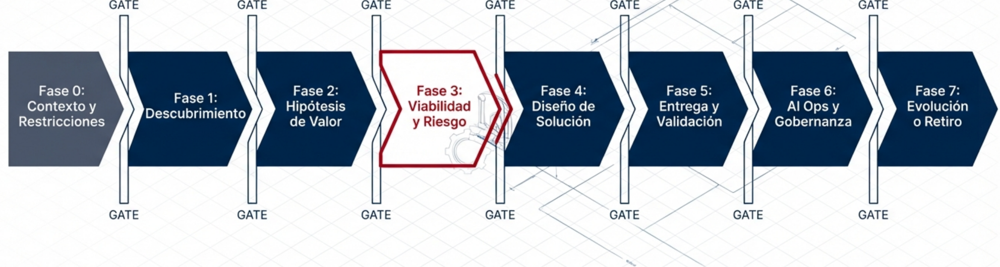 GATE GATE GATE GATE GATE GATE GATE
Fase 0:
Contexto y
Restricciones
Fase 1:
Descubrimiento
Fase 2:
Hipótesis
de Valor
Fase 3:
Viabilidad
y Riesgo
Fase 4:
Diseño de
Solución
Fase 5:
Entrega y
Validación
Fase 6:
AI Ops y
Gobernanza
Fase 7:
Evolución
o Retiro
GATE GATE GATE GATE GATE GATE GATE